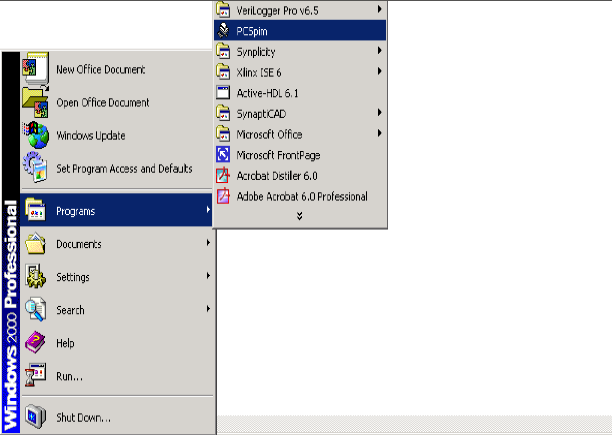 VeriLogger Pro v6.5
PCSpim
Synplicity
Xilinx ISE 6
Active-HDL 6.1
SynaptiCAD
Microsoft Office
Microsoft FrontPage
Acrobat Distiller 6.0
Adobe Acrobat 6.0 Professional
New Office Document
Open Office Document
Windows Update
Set Program Access and Defaults
Programs
Documents
Settings
Search
Help
Run...
Shut Down...
Windows 2000 Professional